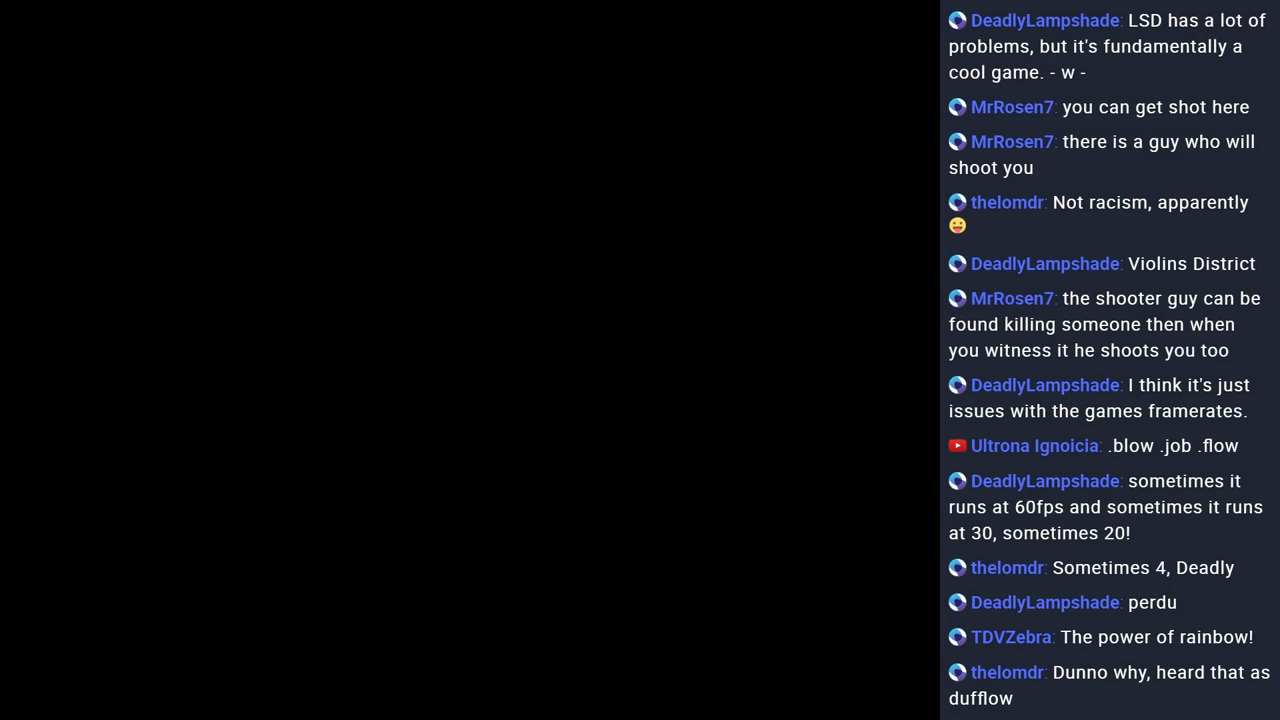 DeadlyLampshade: LSD has a lot of
problems, but it's fundamentally a
cool game. - w -
MrRosen7: you can get shot here
MrRosen7: there is a guy who will
shoot you
thelomdr: Not racism, apparently
😛
DeadlyLampshade: Violins District
MrRosen7: the shooter guy can be
found killing someone then when
you witness it he shoots you too
DeadlyLampshade: I think it's just
issues with the games framerates.
Ultrona Ignoicia: .blow .job .flow
DeadlyLampshade: sometimes it
runs at 60fps and sometimes it runs
at 30, sometimes 20!
thelomdr: Sometimes 4, Deadly
DeadlyLampshade: perdu
TDVZebra: The power of rainbow!
thelomdr: Dunno why, heard that as
dufflow